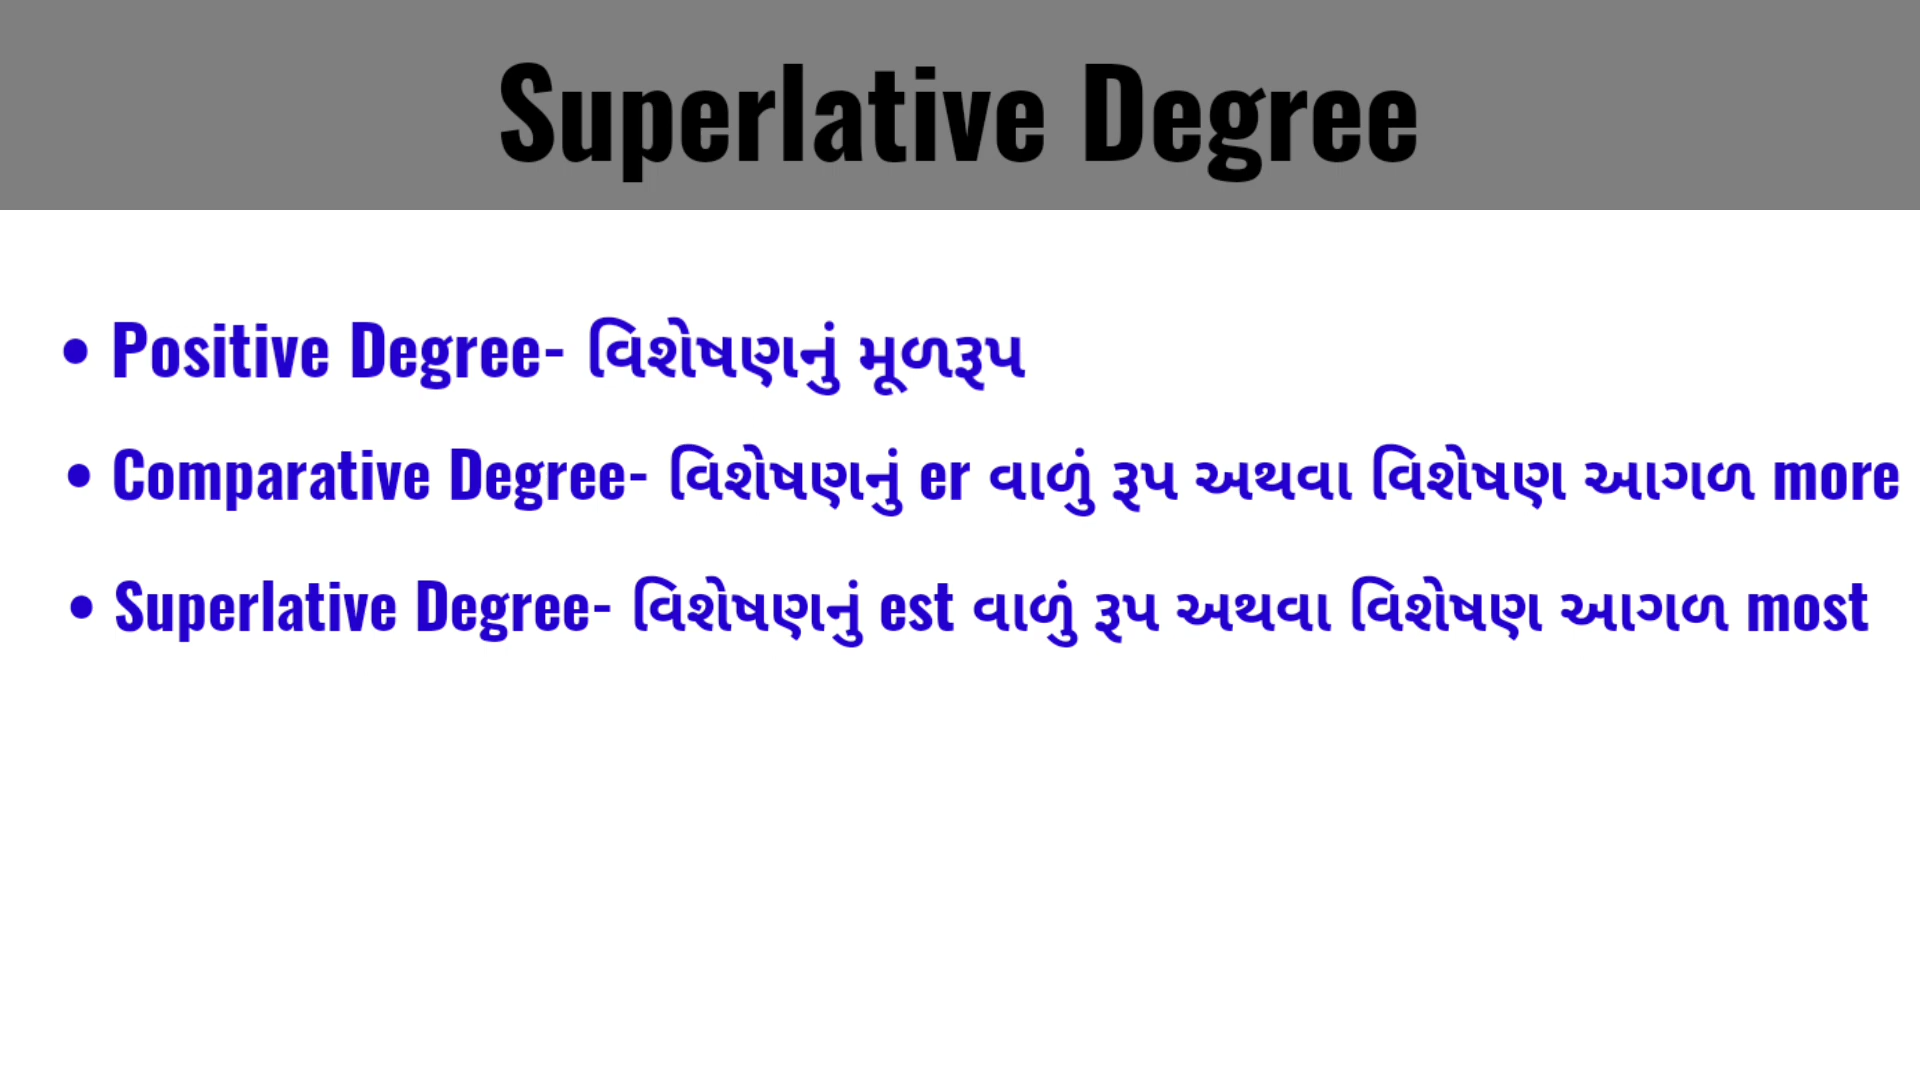 Superlative Degree
• Positive Degree- વિશેષણનું મૂળરૂપ
• Comparative Degree- વિશેષણનું er વાળું રૂપ અથવા વિશેષણ આગળ more
• Superlative Degree- વિશેષણનું est વાળું રૂપ અથવા વિશેષણ આગળ most